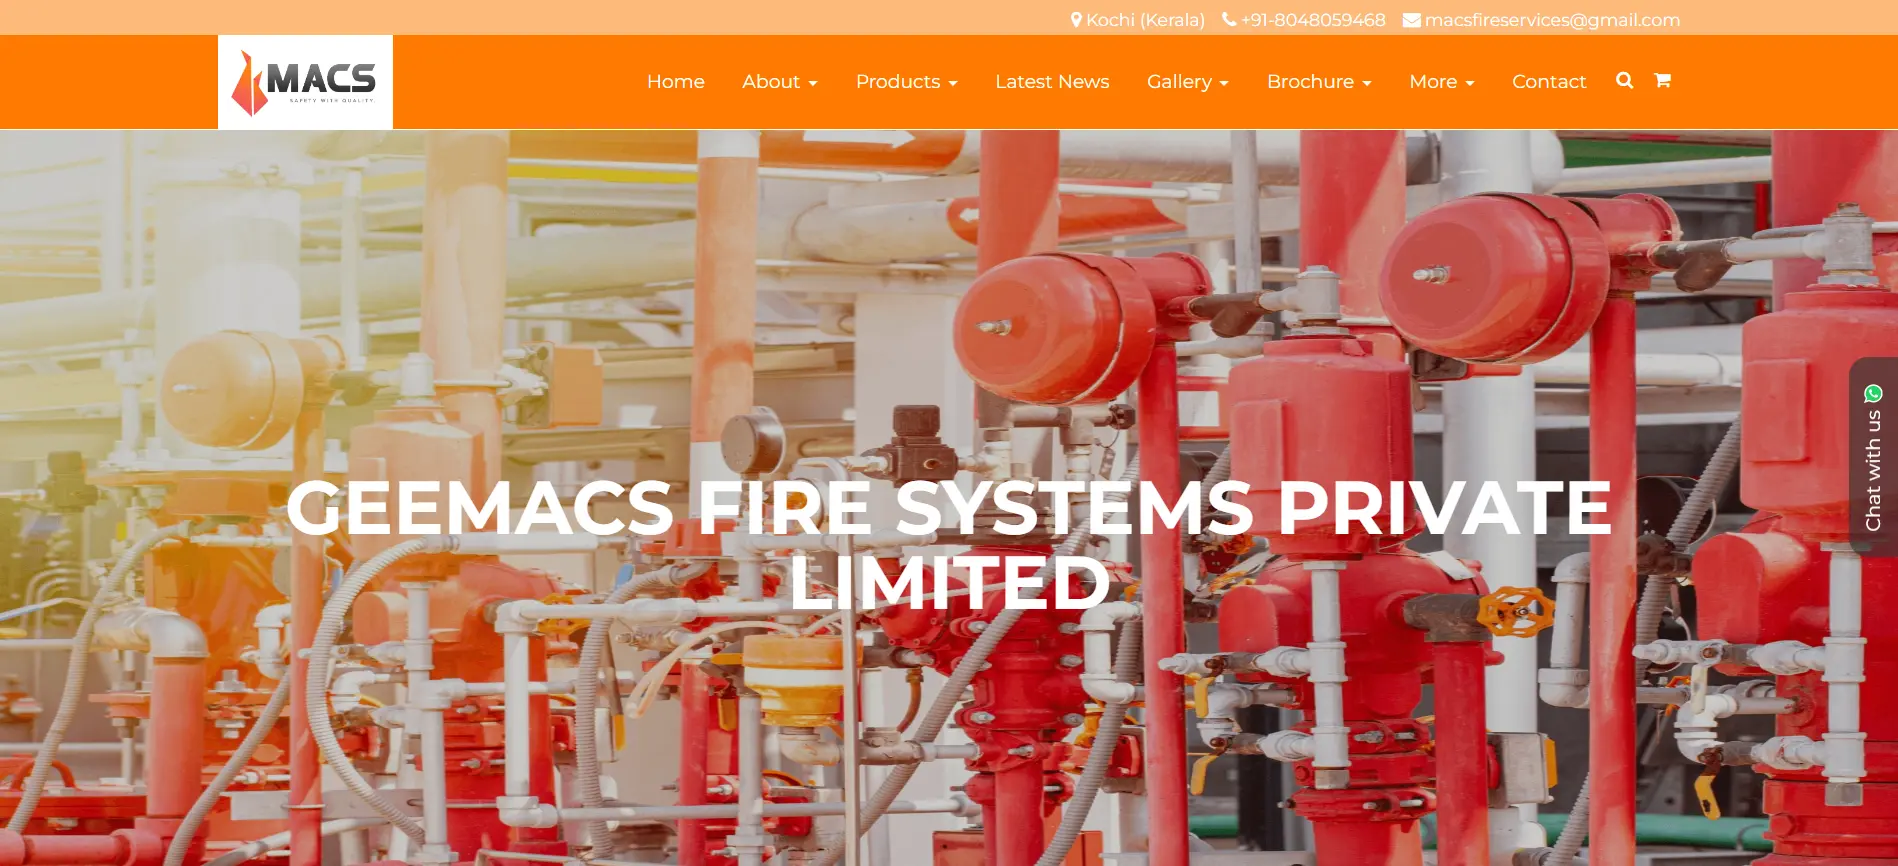 Kochi (Kerala) +91-8048059468 macsfireservices@gmail.com
MACS
SAFETY WITH QUALITY
Home About Products Latest News Gallery Brochure More Contact
GEEMACS FIRE SYSTEMS PRIVATE
LIMITED
Chat with us